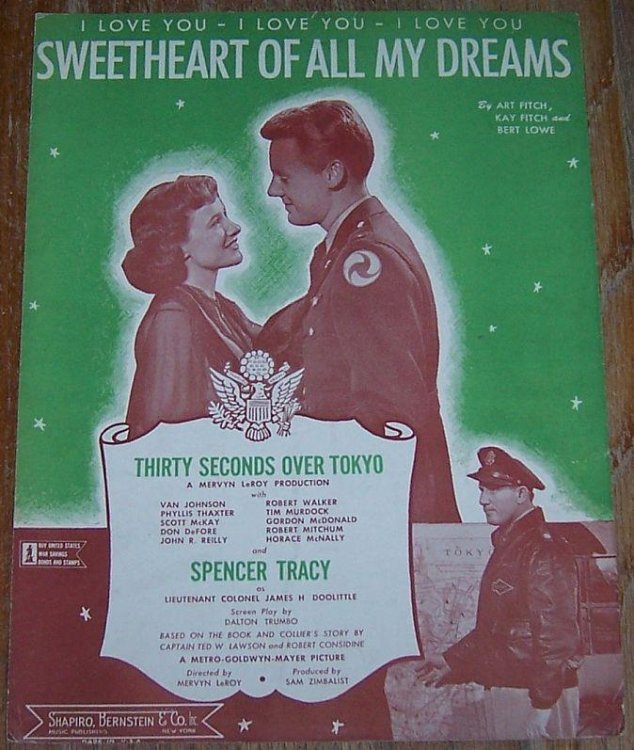 I LOVE YOU - I LOVE YOU - I LOVE YOU
SWEETHEART OF ALL MY DREAMS
By ART FITCH,
KAY FITCH and
BERT LOWE
THIRTY SECONDS OVER TOKYO
A MERVYN LeROY PRODUCTION
with
VAN JOHNSON
PHYLLIS THAXTER
SCOTT McKAY
DON DeFORE
JOHN R. REILLY
ROBERT WALKER
TIM MURDOCK
GORDON McDONALD
ROBERT MITCHUM
HORACE McNALLY
and
SPENCER TRACY
as
LIEUTENANT COLONEL JAMES H DOOLITTLE
Screen Play by
DALTON TRUMBO
BASED ON THE BOOK AND COLLIER'S STORY BY
CAPTAIN TED W. LAWSON and ROBERT CONSIDINE
A METRO-GOLDWYN-MAYER PICTURE
Directed by
MERVYN LeROY
Produced by
SAM ZIMBALIST
BUY UNITED STATES
WAR SAVINGS
BONDS AND STAMPS
TOKYO
SHAPIRO, BERNSTEIN & CO. Inc
MUSIC PUBLISHERS NEW YORK
MADE IN U.S.A.